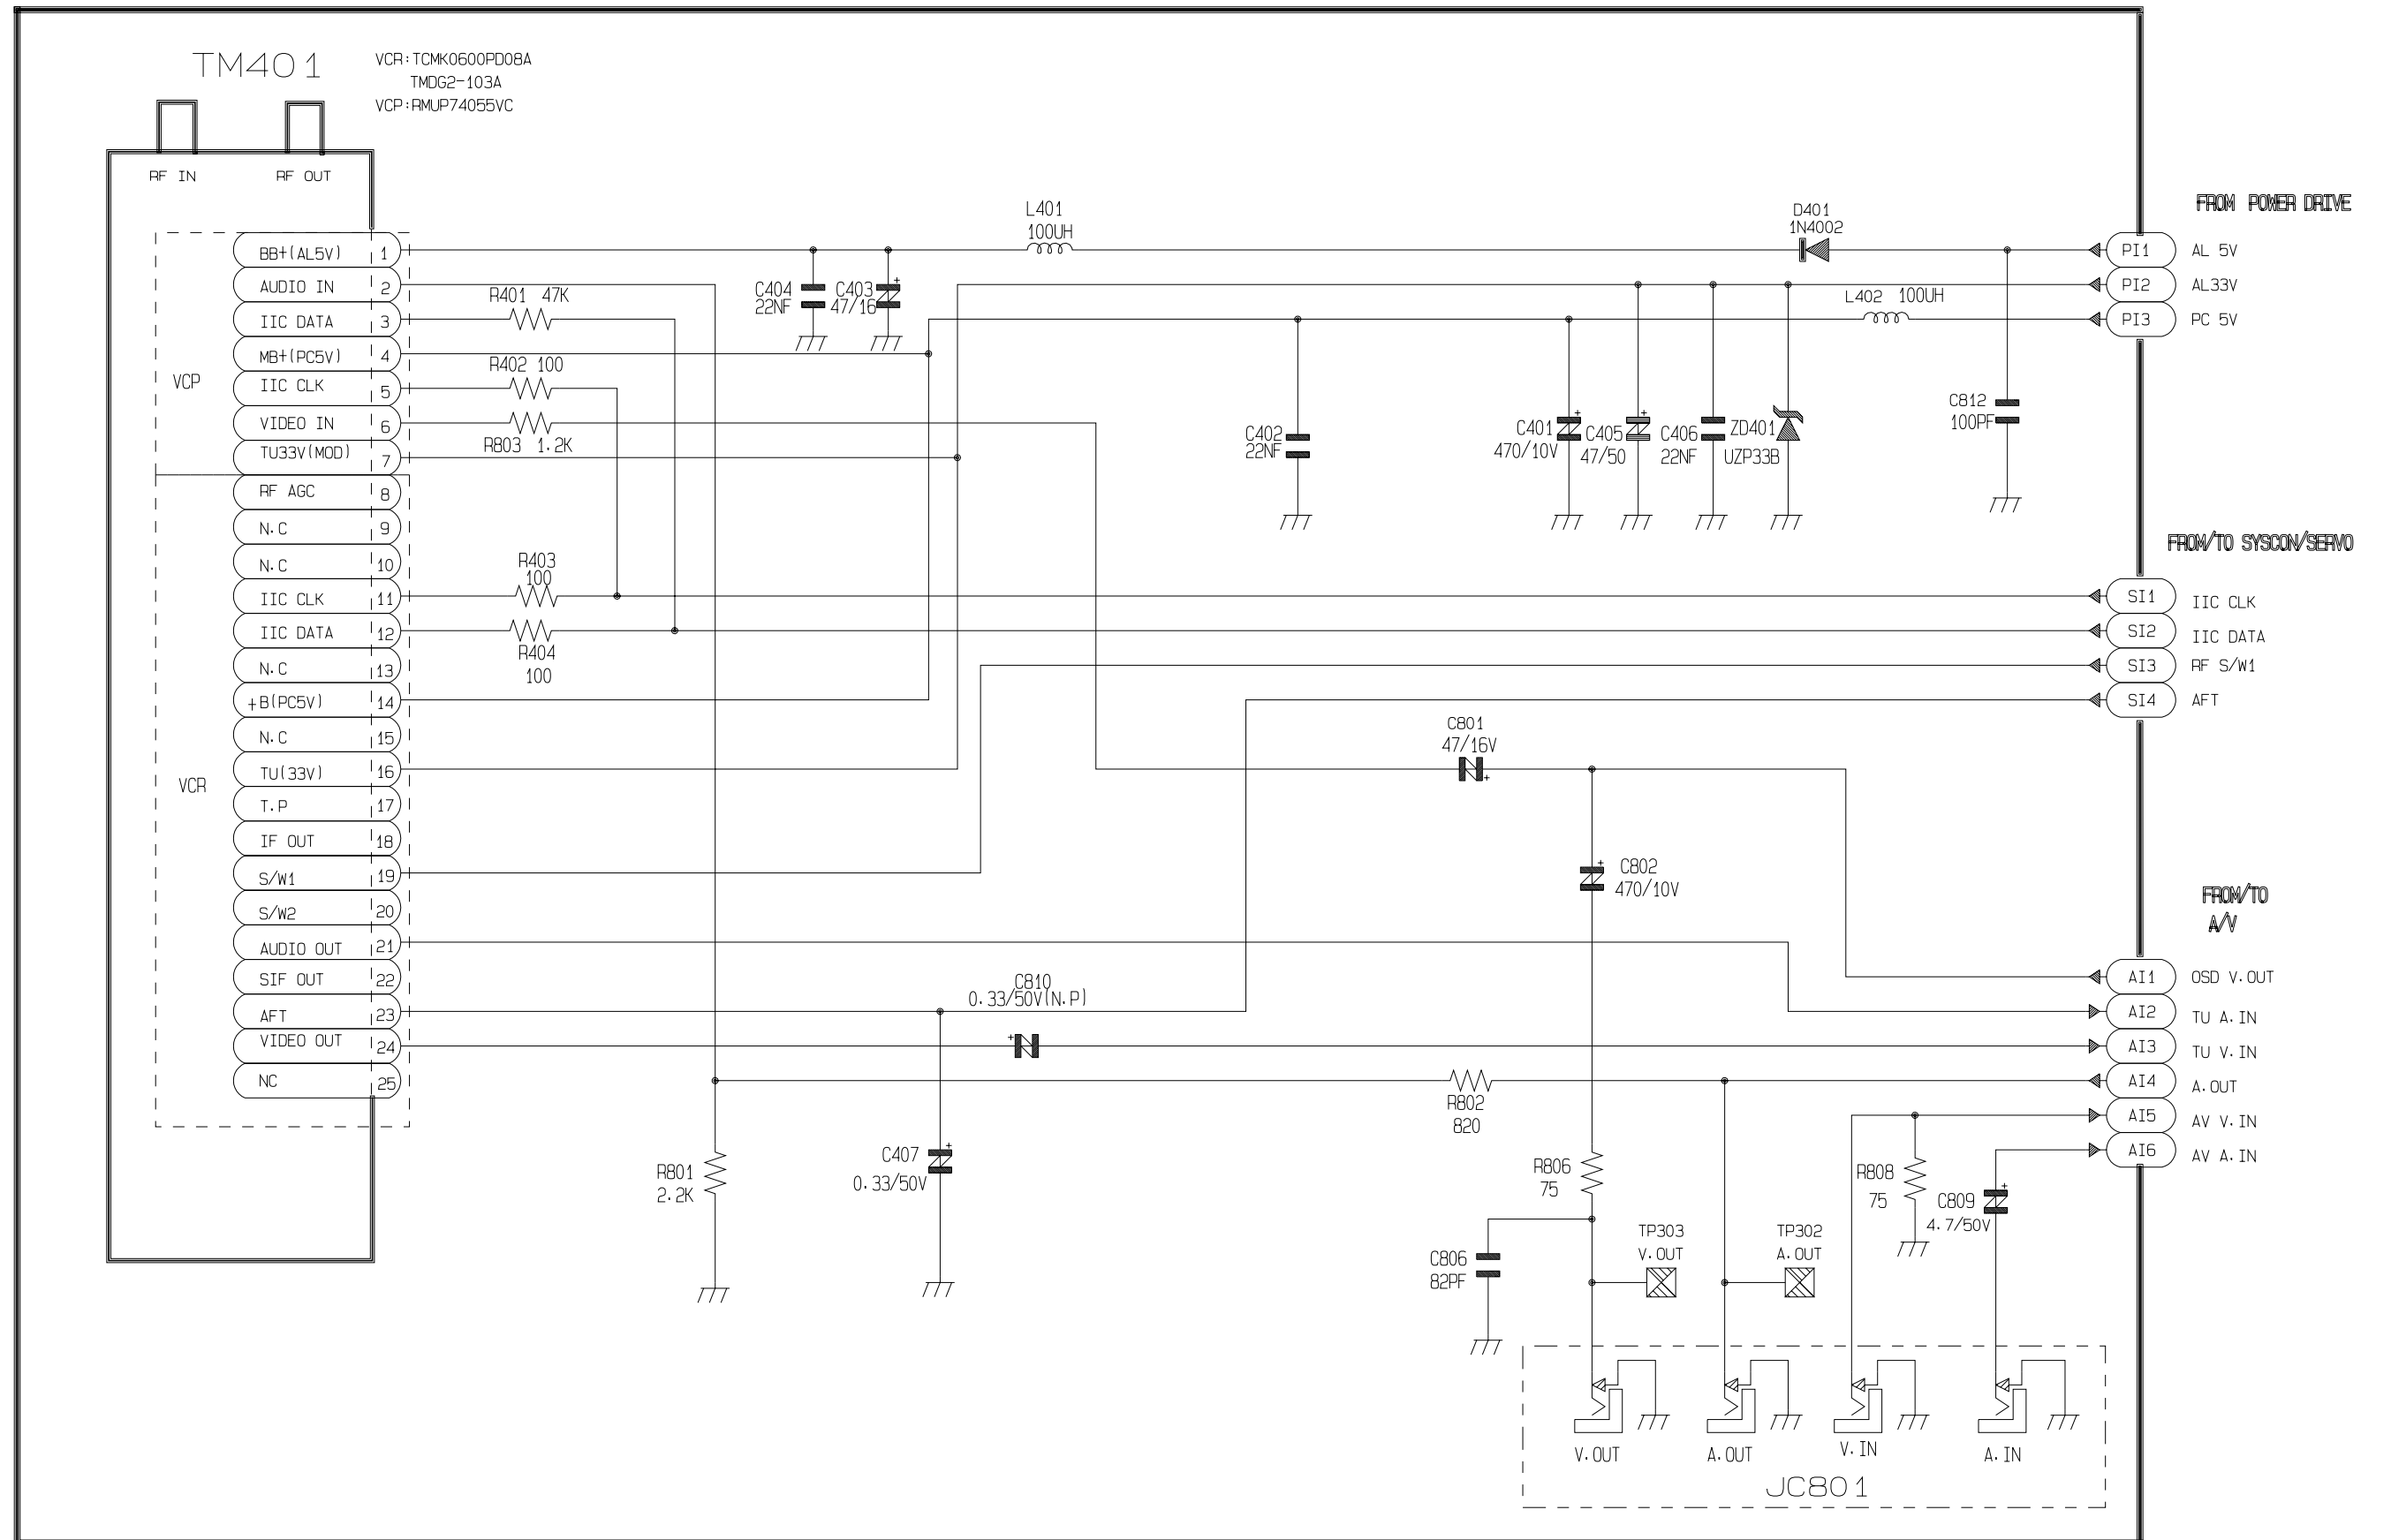 TM401
VCR:TCMK0600PD08A
TMDG2-103A
VCP:RMUP74055VC
RF IN
RF OUT
VCP
VCR
BB+(AL5V) 1
AUDIO IN 2
IIC DATA 3
MB+(PC5V) 4
IIC CLK 5
VIDEO IN 6
TU33V(MOD) 7
RF AGC 8
N.C 9
N.C 10
IIC CLK 11
IIC DATA 12
N.C 13
+B(PC5V) 14
N.C 15
TU(33V) 16
T.P 17
IF OUT 18
S/W1 19
S/W2 20
AUDIO OUT 21
SIF OUT 22
AFT 23
VIDEO OUT 24
NC 25
R401 47K
R402 100
R803 1.2K
R403
100
R404
100
C404
22NF
C403
47/16
+
L401
100UH
D401
1N4002
L402 100UH
C402
22NF
C401
470/10V
+
C405
47/50
+
C406
22NF
ZD401
UZP33B
C812
100PF
C801
47/16V
+
C802
470/10V
+
C810
0.33/50V(N.P)
+
R801
2.2K
C407
0.33/50V
+
R802
820
R806
75
R808
75
C809
4.7/50V
+
C806
82PF
TP303
V.OUT
TP302
A.OUT
V.OUT
A.OUT
V.IN
A.IN
JC801
FROM POWER DRIVE
PI1 AL 5V
PI2 AL33V
PI3 PC 5V
FROM/TO SYSCON/SERVO
SI1 IIC CLK
SI2 IIC DATA
SI3 RF S/W1
SI4 AFT
FROM/TO
A/V
AI1 OSD V.OUT
AI2 TU A.IN
AI3 TU V.IN
AI4 A.OUT
AI5 AV V.IN
AI6 AV A.IN